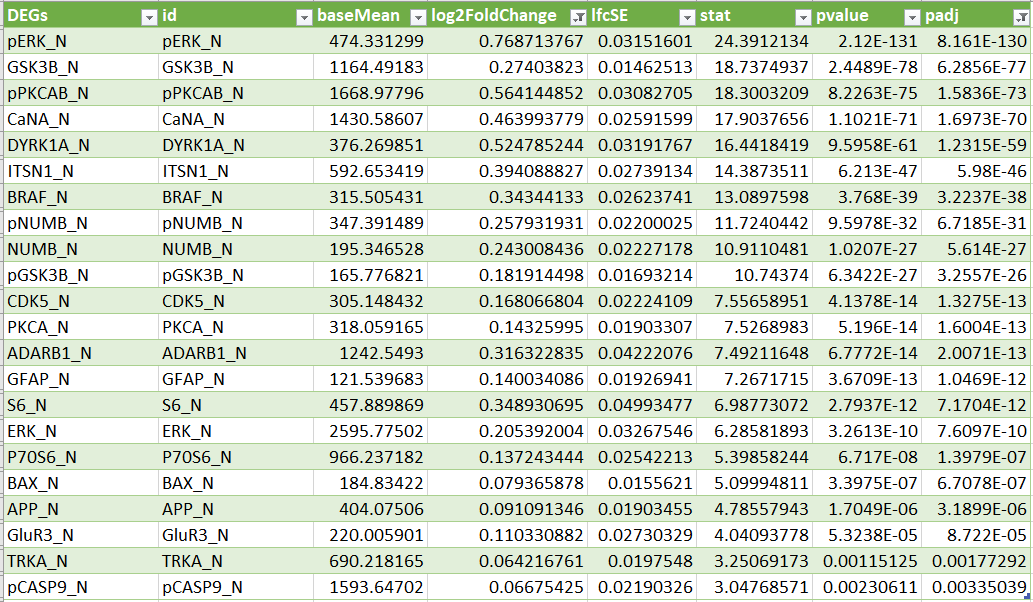 DEGs id baseMean log2FoldChange lfcSE stat pvalue padj
pERK_N pERK_N 474.331299 0.768713767 0.03151601 24.3912134 2.12E-131 8.161E-130
GSK3B_N GSK3B_N 1164.49183 0.27403823 0.01462513 18.7374937 2.4489E-78 6.2856E-77
pPKCAB_N pPKCAB_N 1668.97796 0.564144852 0.03082705 18.3003209 8.2263E-75 1.5836E-73
CaNA_N CaNA_N 1430.58607 0.463993779 0.02591599 17.9037656 1.1021E-71 1.6973E-70
DYRK1A_N DYRK1A_N 376.269851 0.524785244 0.03191767 16.4418419 9.5958E-61 1.2315E-59
ITSN1_N ITSN1_N 592.653419 0.394088827 0.02739134 14.3873511 6.213E-47 5.98E-46
BRAF_N BRAF_N 315.505431 0.34344133 0.02623741 13.0897598 3.768E-39 3.2237E-38
pNUMB_N pNUMB_N 347.391489 0.257931931 0.02200025 11.7240442 9.5978E-32 6.7185E-31
NUMB_N NUMB_N 195.346528 0.243008436 0.02227178 10.9110481 1.0207E-27 5.614E-27
pGSK3B_N pGSK3B_N 165.776821 0.181914498 0.01693214 10.74374 6.3422E-27 3.2557E-26
CDK5_N CDK5_N 305.148432 0.168066804 0.02224109 7.55658951 4.1378E-14 1.3275E-13
PKCA_N PKCA_N 318.059165 0.14325995 0.01903307 7.5268983 5.196E-14 1.6004E-13
ADARB1_N ADARB1_N 1242.5493 0.316322835 0.04222076 7.49211648 6.7772E-14 2.0071E-13
GFAP_N GFAP_N 121.539683 0.140034086 0.01926941 7.2671715 3.6709E-13 1.0469E-12
S6_N S6_N 457.889869 0.348930695 0.04993477 6.98773072 2.7937E-12 7.1704E-12
ERK_N ERK_N 2595.77502 0.205392004 0.03267546 6.28581893 3.2613E-10 7.6097E-10
P70S6_N P70S6_N 966.237182 0.137243444 0.02542213 5.39858244 6.717E-08 1.3979E-07
BAX_N BAX_N 184.83422 0.079365878 0.0155621 5.09994811 3.3975E-07 6.7078E-07
APP_N APP_N 404.07506 0.091091346 0.01903455 4.78557943 1.7049E-06 3.1899E-06
GluR3_N GluR3_N 220.005901 0.110330882 0.02730329 4.04093778 5.3238E-05 8.722E-05
TRKA_N TRKA_N 690.218165 0.064216761 0.0197548 3.25069173 0.00115125 0.00177292
pCASP9_N pCASP9_N 1593.64702 0.06675425 0.02190326 3.04768571 0.00230611 0.00335039